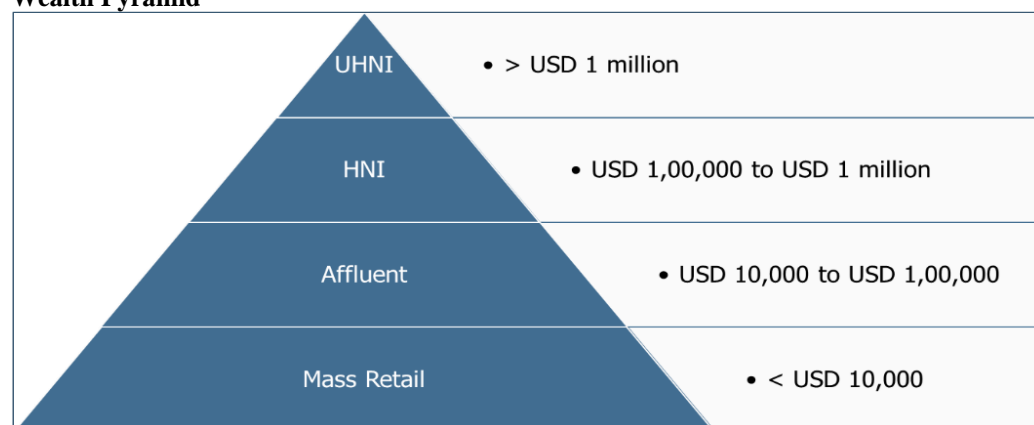 Wealth Pyramid
UHNI
• > USD 1 million
HNI
• USD 1,00,000 to USD 1 million
Affluent
• USD 10,000 to USD 1,00,000
Mass Retail
• < USD 10,000